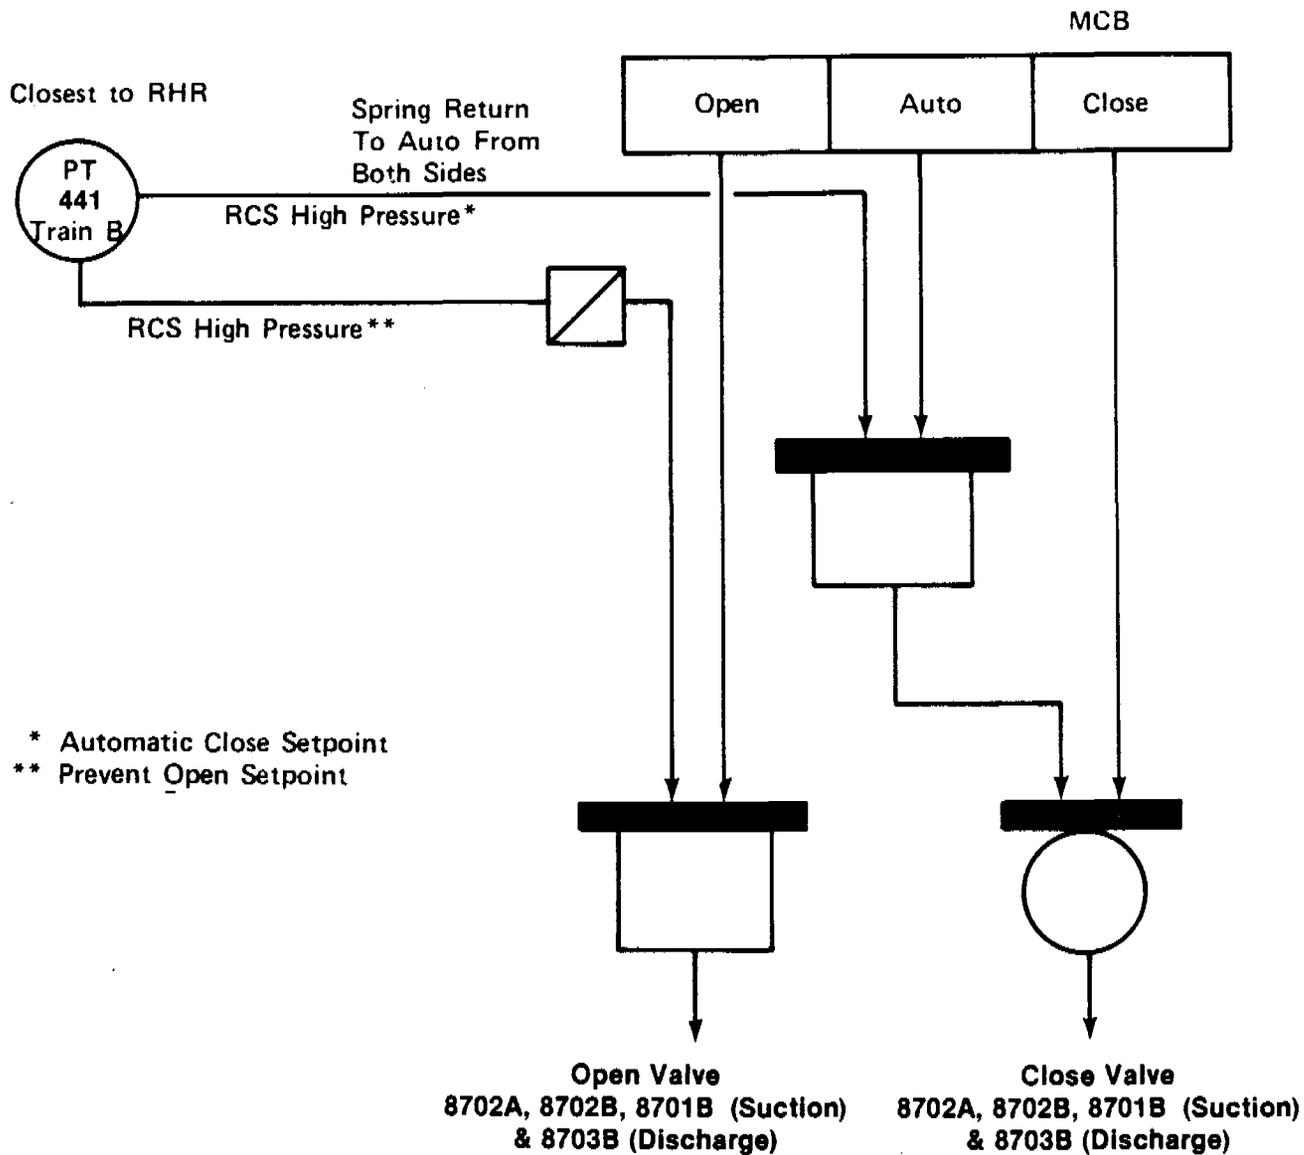 MCB
Closest to RHR
Open
Auto
Close
Spring Return
To Auto From
Both Sides
PT
441
Train B
RCS High Pressure*
RCS High Pressure**
* Automatic Close Setpoint
** Prevent Open Setpoint
Open Valve
8702A, 8702B, 8701B (Suction)
& 8703B (Discharge)
Close Valve
8702A, 8702B, 8701B (Suction)
& 8703B (Discharge)